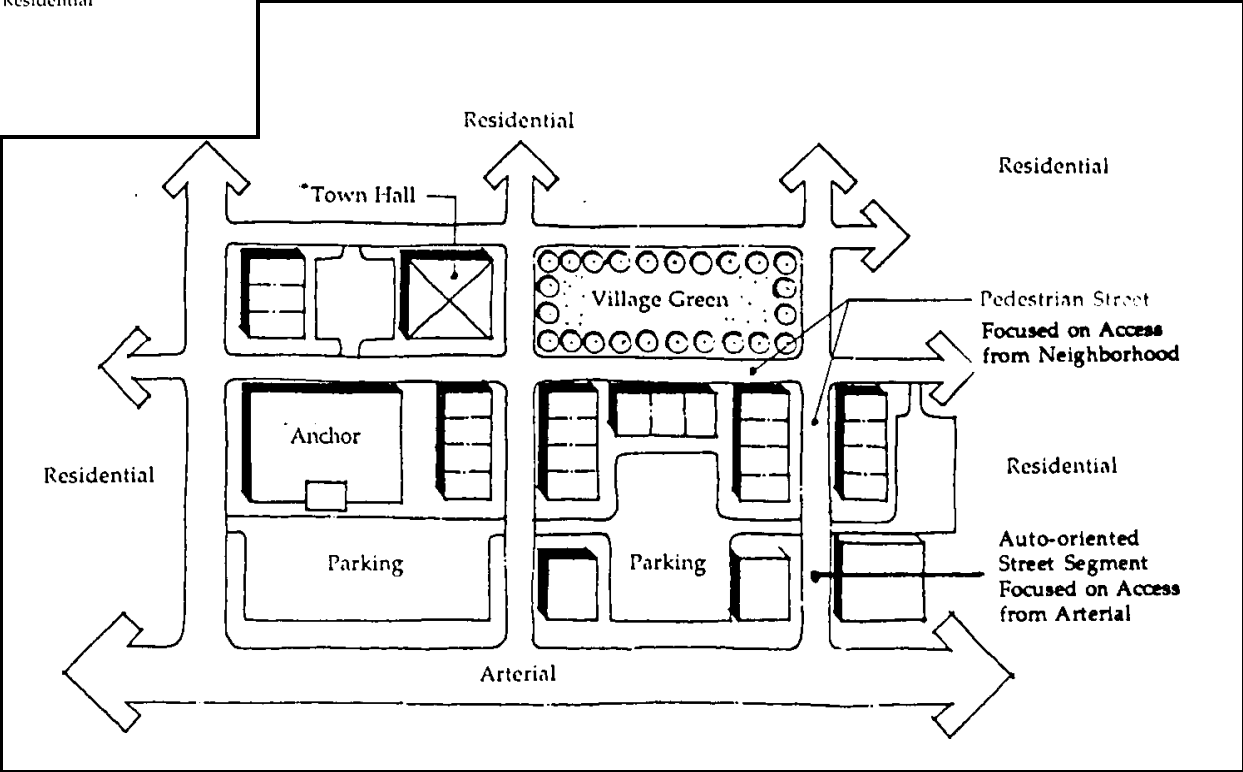 Residential
Residential
Residential
Town Hall
Village Green
Pedestrian Street
Focused on Access
from Neighborhood
Anchor
Residential
Residential
Parking
Parking
Auto-oriented
Street Segment
Focused on Access
from Arterial
Arterial